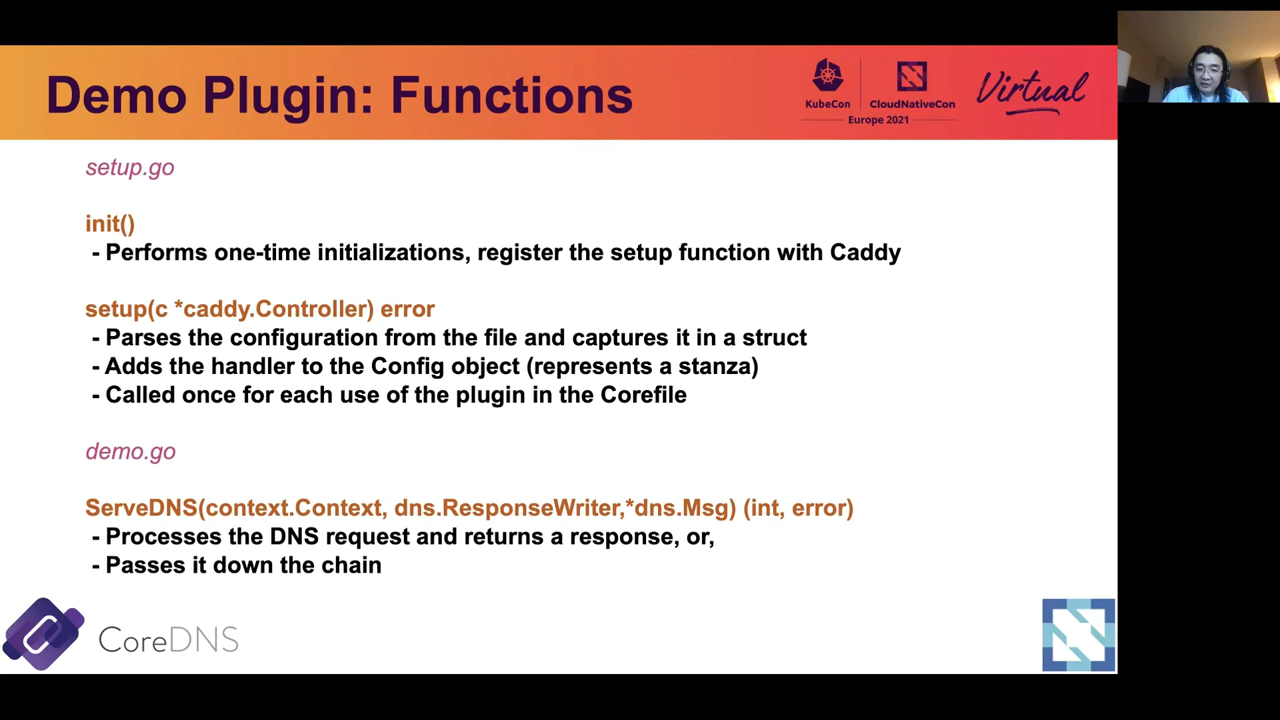 Demo Plugin: Functions
KubeCon
CloudNativeCon
Europe 2021
Virtual
setup.go
init()
- Performs one-time initializations, register the setup function with Caddy
setup(c *caddy.Controller) error
- Parses the configuration from the file and captures it in a struct
- Adds the handler to the Config object (represents a stanza)
- Called once for each use of the plugin in the Corefile
demo.go
ServeDNS(context.Context, dns.ResponseWriter,*dns.Msg) (int, error)
- Processes the DNS request and returns a response, or,
- Passes it down the chain
CoreDNS